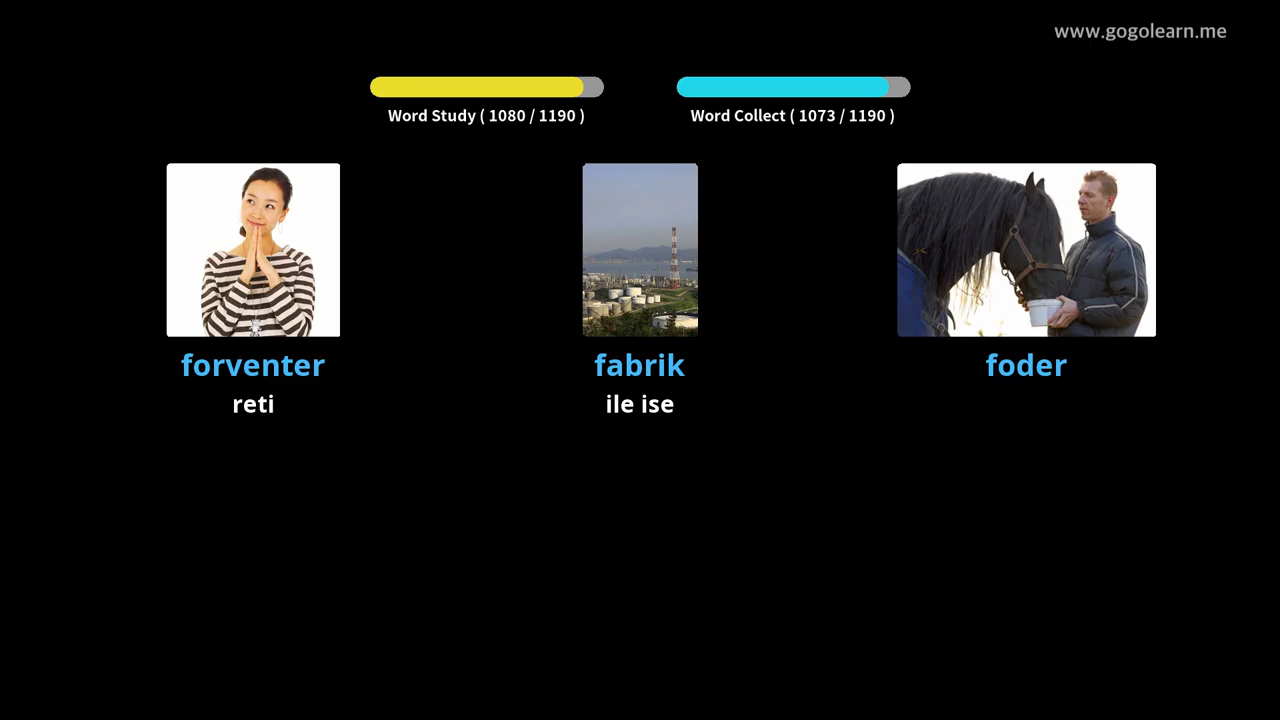 www.gogolearn.me
Word Study ( 1080 / 1190 )
Word Collect ( 1073 / 1190 )
forventer
fabrik
foder
reti
ile ise